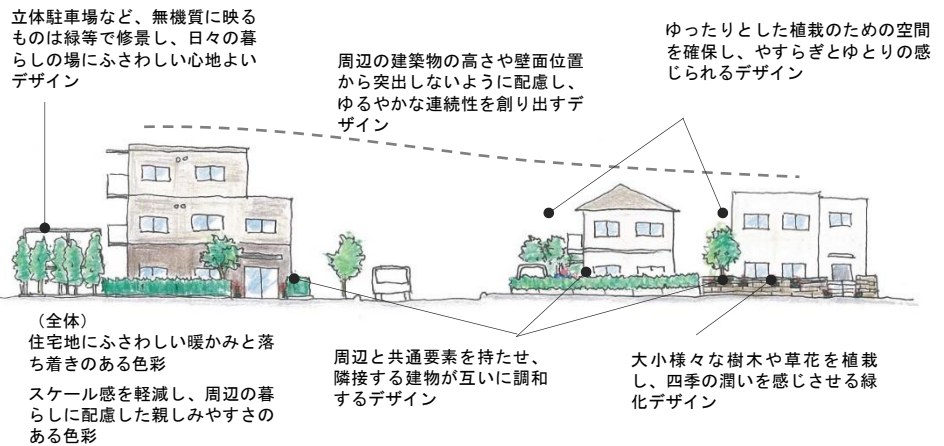 立体駐車場など、無機質に映る
ものは緑等で修景し、日々の暮
らしの場にふさわしい心地よい
デザイン
周辺の建築物の高さや壁面位置
から突出しないように配慮し、
ゆるやかな連続性を創り出すデ
ザイン
ゆったりとした植栽のための空間
を確保し、やすらぎとゆとりの感
じられるデザイン
（全体）
住宅地にふさわしい暖かみと落
ち着きのある色彩
スケール感を軽減し、周辺の暮
らしに配慮した親しみやすさの
ある色彩
周辺と共通要素を持たせ、
隣接する建物が互いに調和
するデザイン
大小様々な樹木や草花を植栽
し、四季の潤いを感じさせる緑
化デザイン